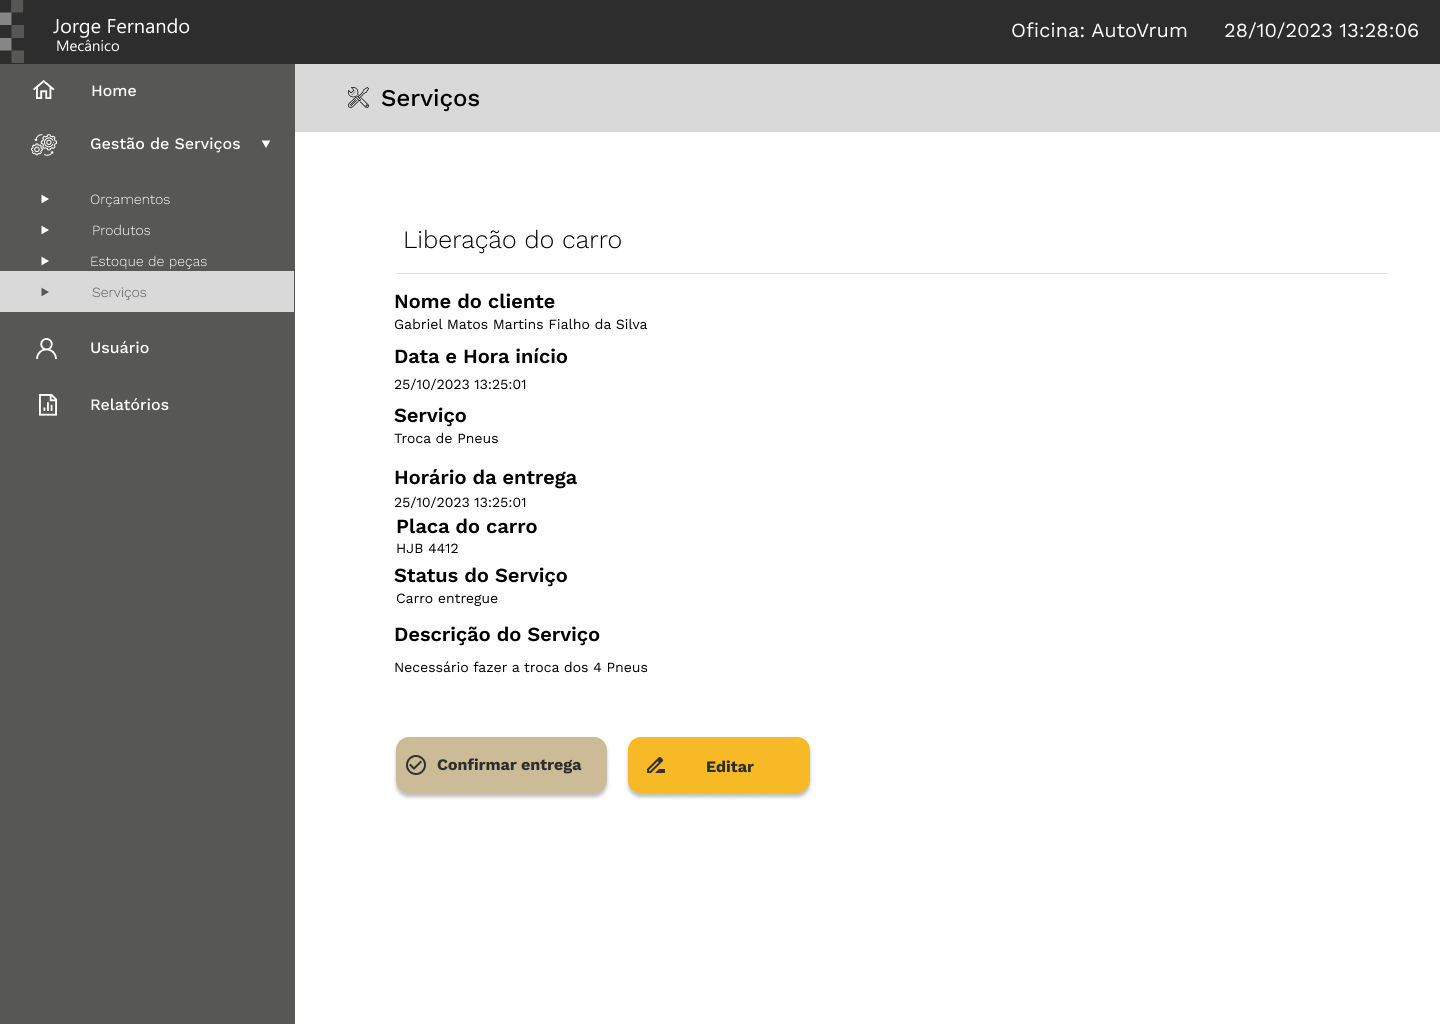 Jorge Fernando
Mecânico
Oficina: AutoVrum
28/10/2023 13:28:06
Home
Gestão de Serviços
Orçamentos
Produtos
Estoque de peças
Serviços
Usuário
Relatórios
Serviços
Liberação do carro
Nome do cliente
Gabriel Matos Martins Fialho da Silva
Data e Hora início
25/10/2023 13:25:01
Serviço
Troca de Pneus
Horário da entrega
25/10/2023 13:25:01
Placa do carro
HJB 4412
Status do Serviço
Carro entregue
Descrição do Serviço
Necessário fazer a troca dos 4 Pneus
Confirmar entrega
Editar